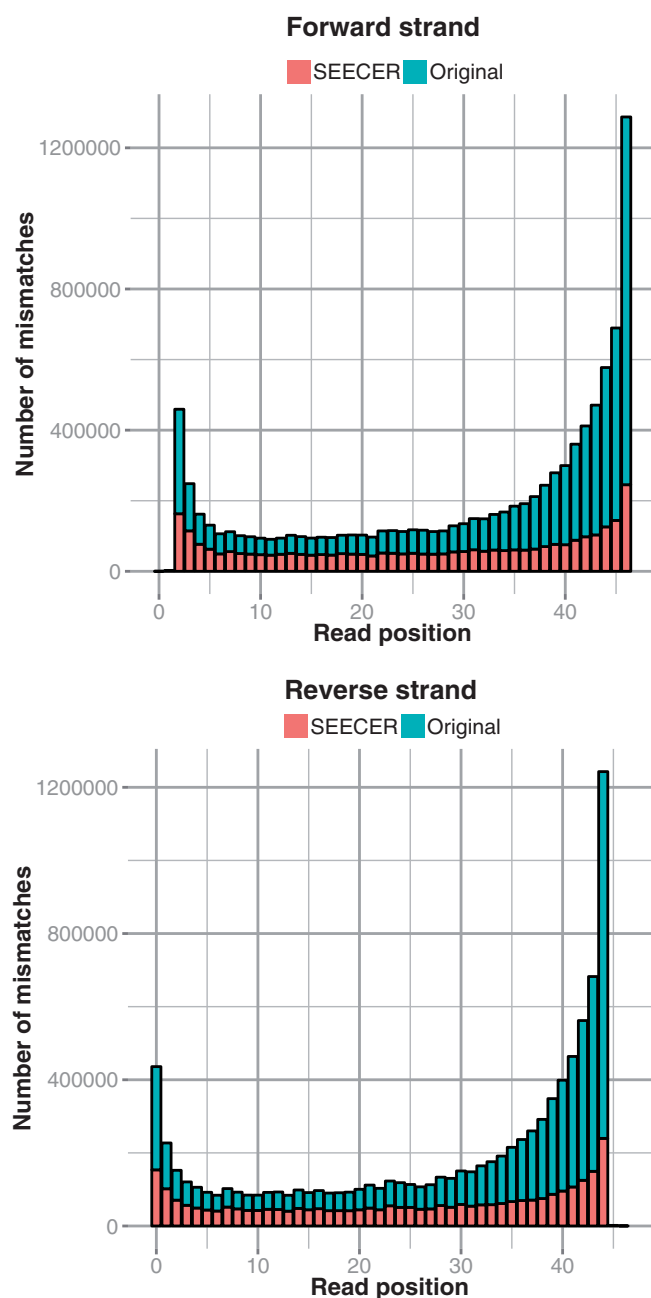 Forward strand
SEECER Original
Number of mismatches
1200000
800000
400000
0
0 10 20 30 40
Read position
Reverse strand
SEECER Original
Number of mismatches
1200000
800000
400000
0
0 10 20 30 40
Read position